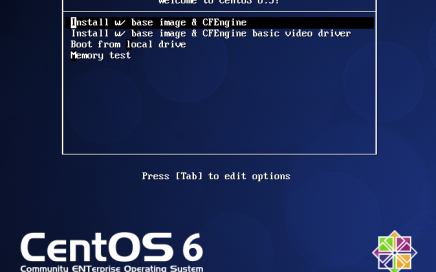 Welcome to CentOS 6.5!
Install w/ base image & CFEngine
Install w/ base image & CFEngine basic video driver
Boot from local drive
Memory test
Press [Tab] to edit options
CentOS 6
Community ENTerprise Operating System